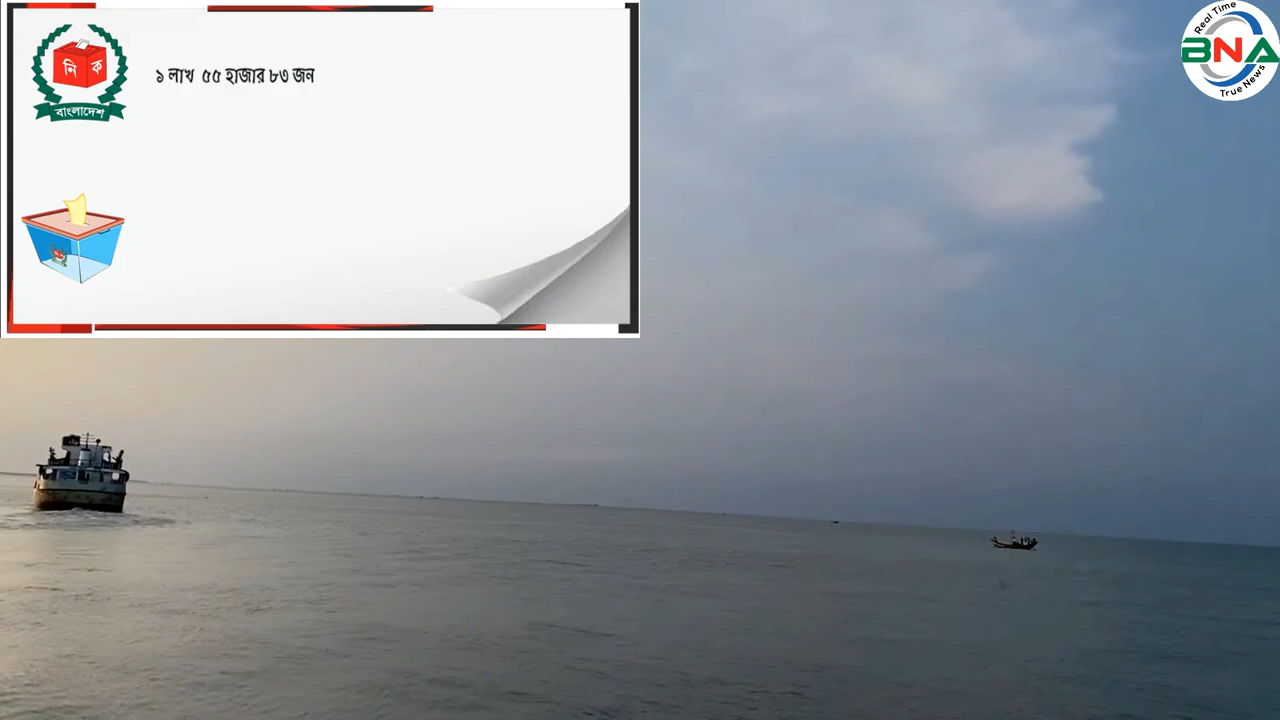 নি ক
বাংলাদেশ
১ লাখ ৫৫ হাজার ৮৩ জন
Real Time
BNA
True News